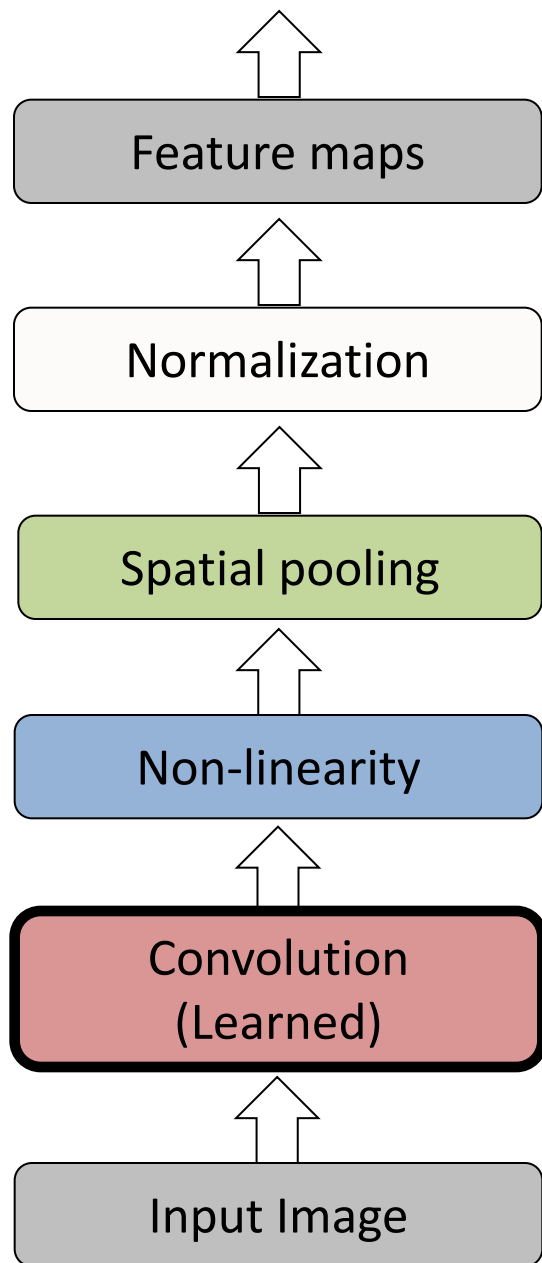 Feature maps
Normalization
Spatial pooling
Non-linearity
Convolution
(Learned)
Input Image